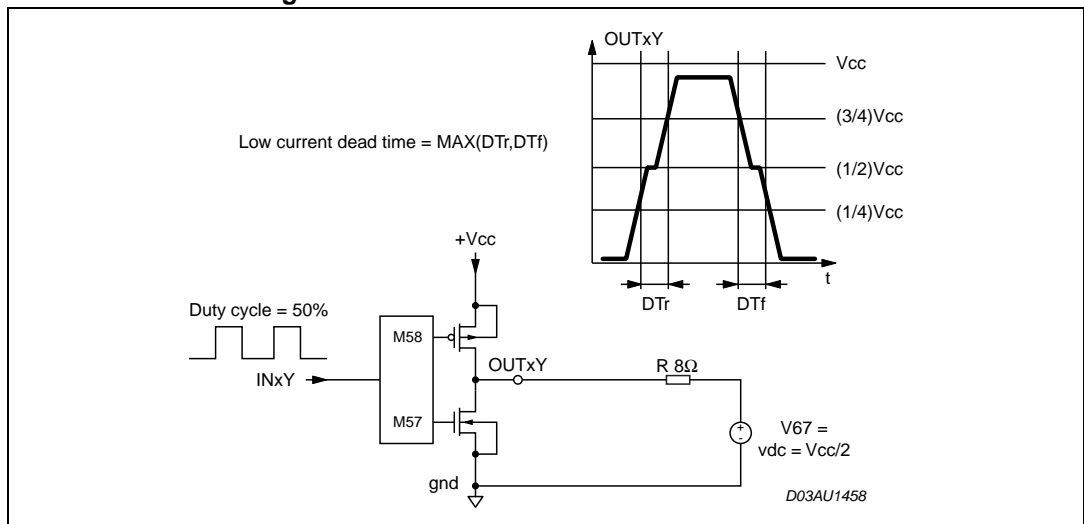 OUTxY
Vcc
(3/4)Vcc
Low current dead time = MAX(DTr,DTf)
(1/2)Vcc
(1/4)Vcc
+Vcc
t
DTr
DTf
Duty cycle = 50%
M58
OUTxY
R 8Ω
INxY
M57
+
-
V67 =
vdc = Vcc/2
gnd
D03AU1458